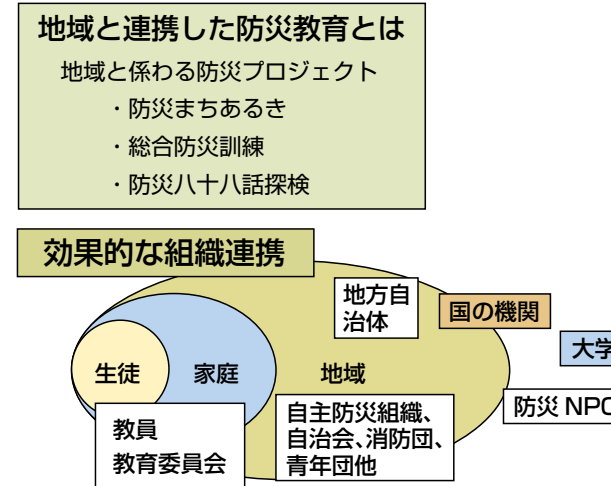 地域と連携した防災教育とは
地域と係わる防災プロジェクト
・防災まちあるき
・総合防災訓練
・防災八十八話探検
効果的な組織連携
地方自
治体
国の機関
大学
生徒
家庭
地域
防災 NPO
教員
教育委員会
自主防災組織、
自治会、消防団、
青年団他